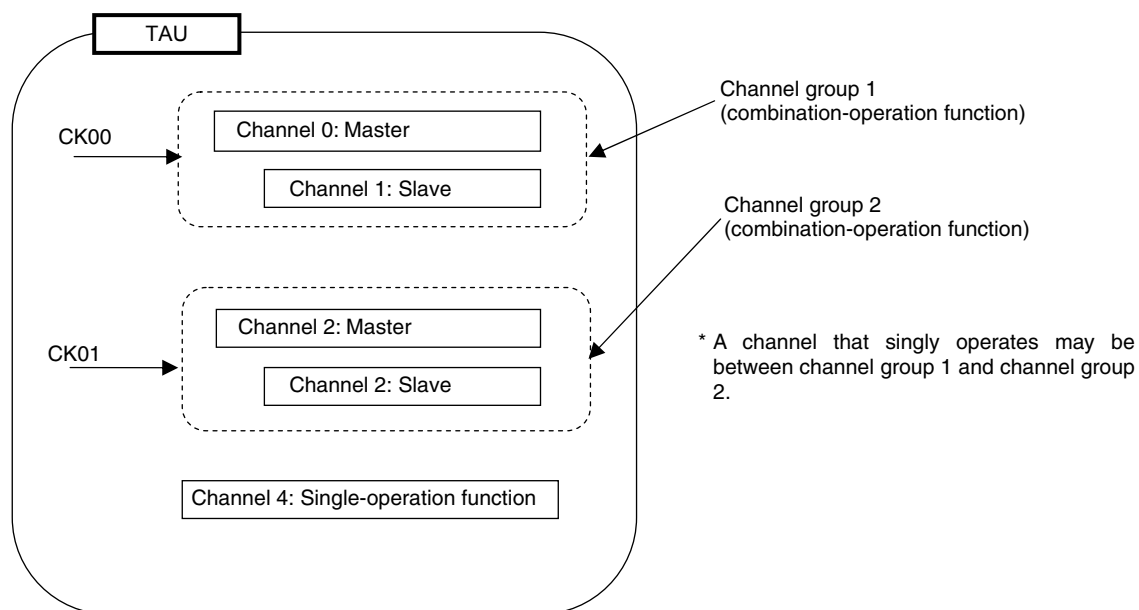 TAU
CK00
Channel 0: Master
Channel 1: Slave
Channel group 1
(combination-operation function)
CK01
Channel 2: Master
Channel 2: Slave
Channel group 2
(combination-operation function)
* A channel that singly operates may be
between channel group 1 and channel group
2.
Channel 4: Single-operation function